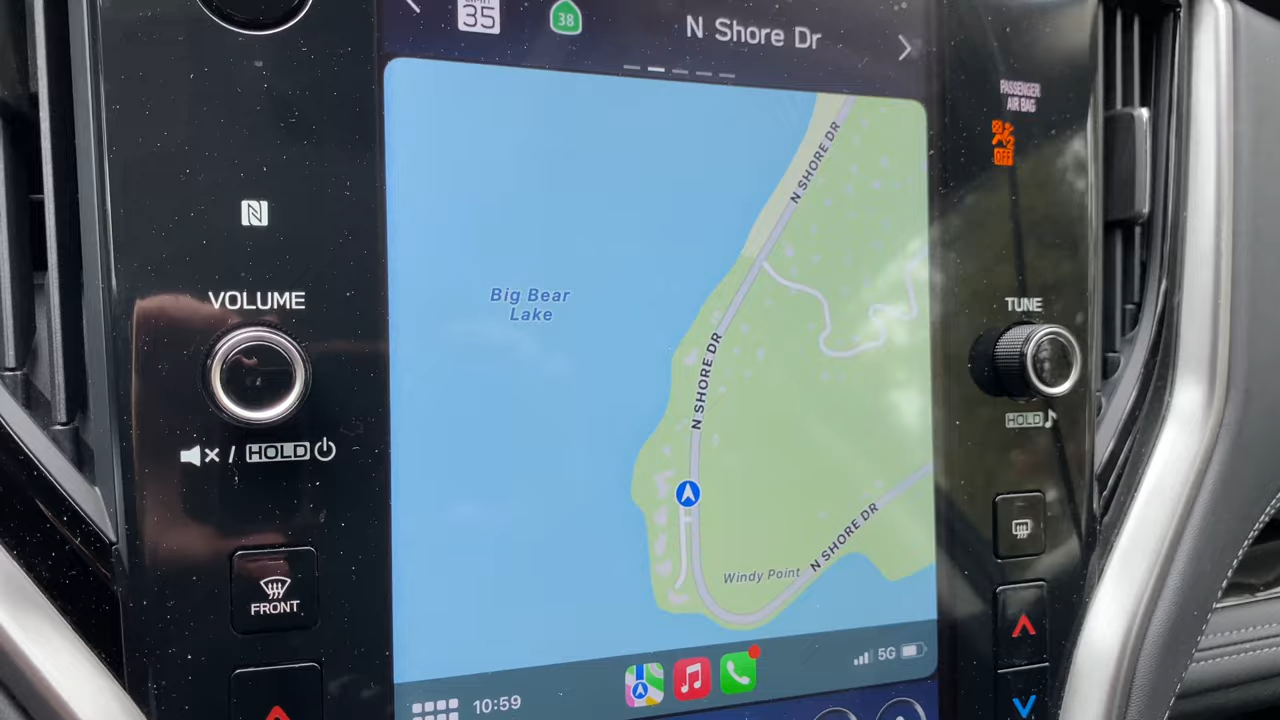 LIMIT
35
38
N Shore Dr
PASSENGER
AIR BAG
OFF
N SHORE DR
VOLUME
Big Bear
Lake
TUNE
N SHORE DR
HOLD
/ HOLD
N SHORE DR
Windy Point
FRONT
10:59
5G